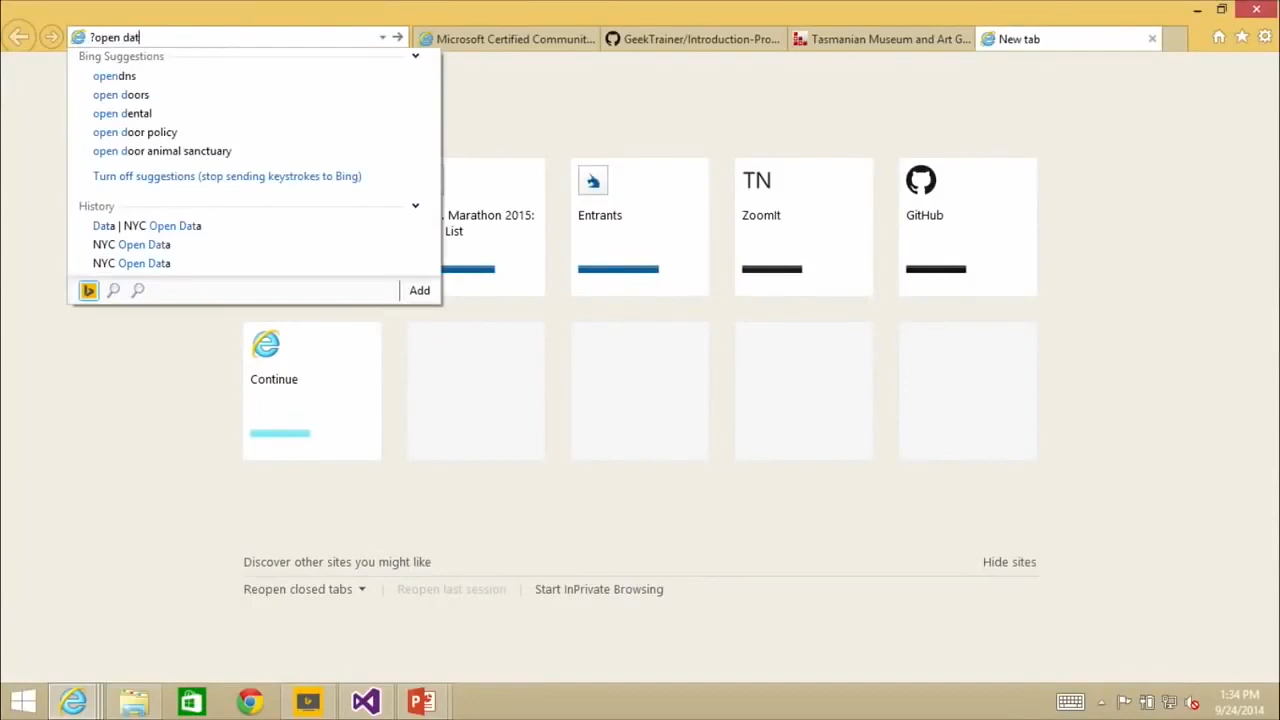 ?open dat
Microsoft Certified Communit...
GeekTrainer/Introduction-Pro...
Tasmanian Museum and Art G...
New tab
Bing Suggestions
opendns
open doors
open dental
open door policy
open door animal sanctuary
Turn off suggestions (stop sending keystrokes to Bing)
History
Data | NYC Open Data
NYC Open Data
NYC Open Data
Add
. Marathon 2015:
List
Entrants
TN
ZoomIt
GitHub
Continue
Discover other sites you might like
Hide sites
Reopen closed tabs
Reopen last session
Start InPrivate Browsing
1:34 PM
9/24/2014